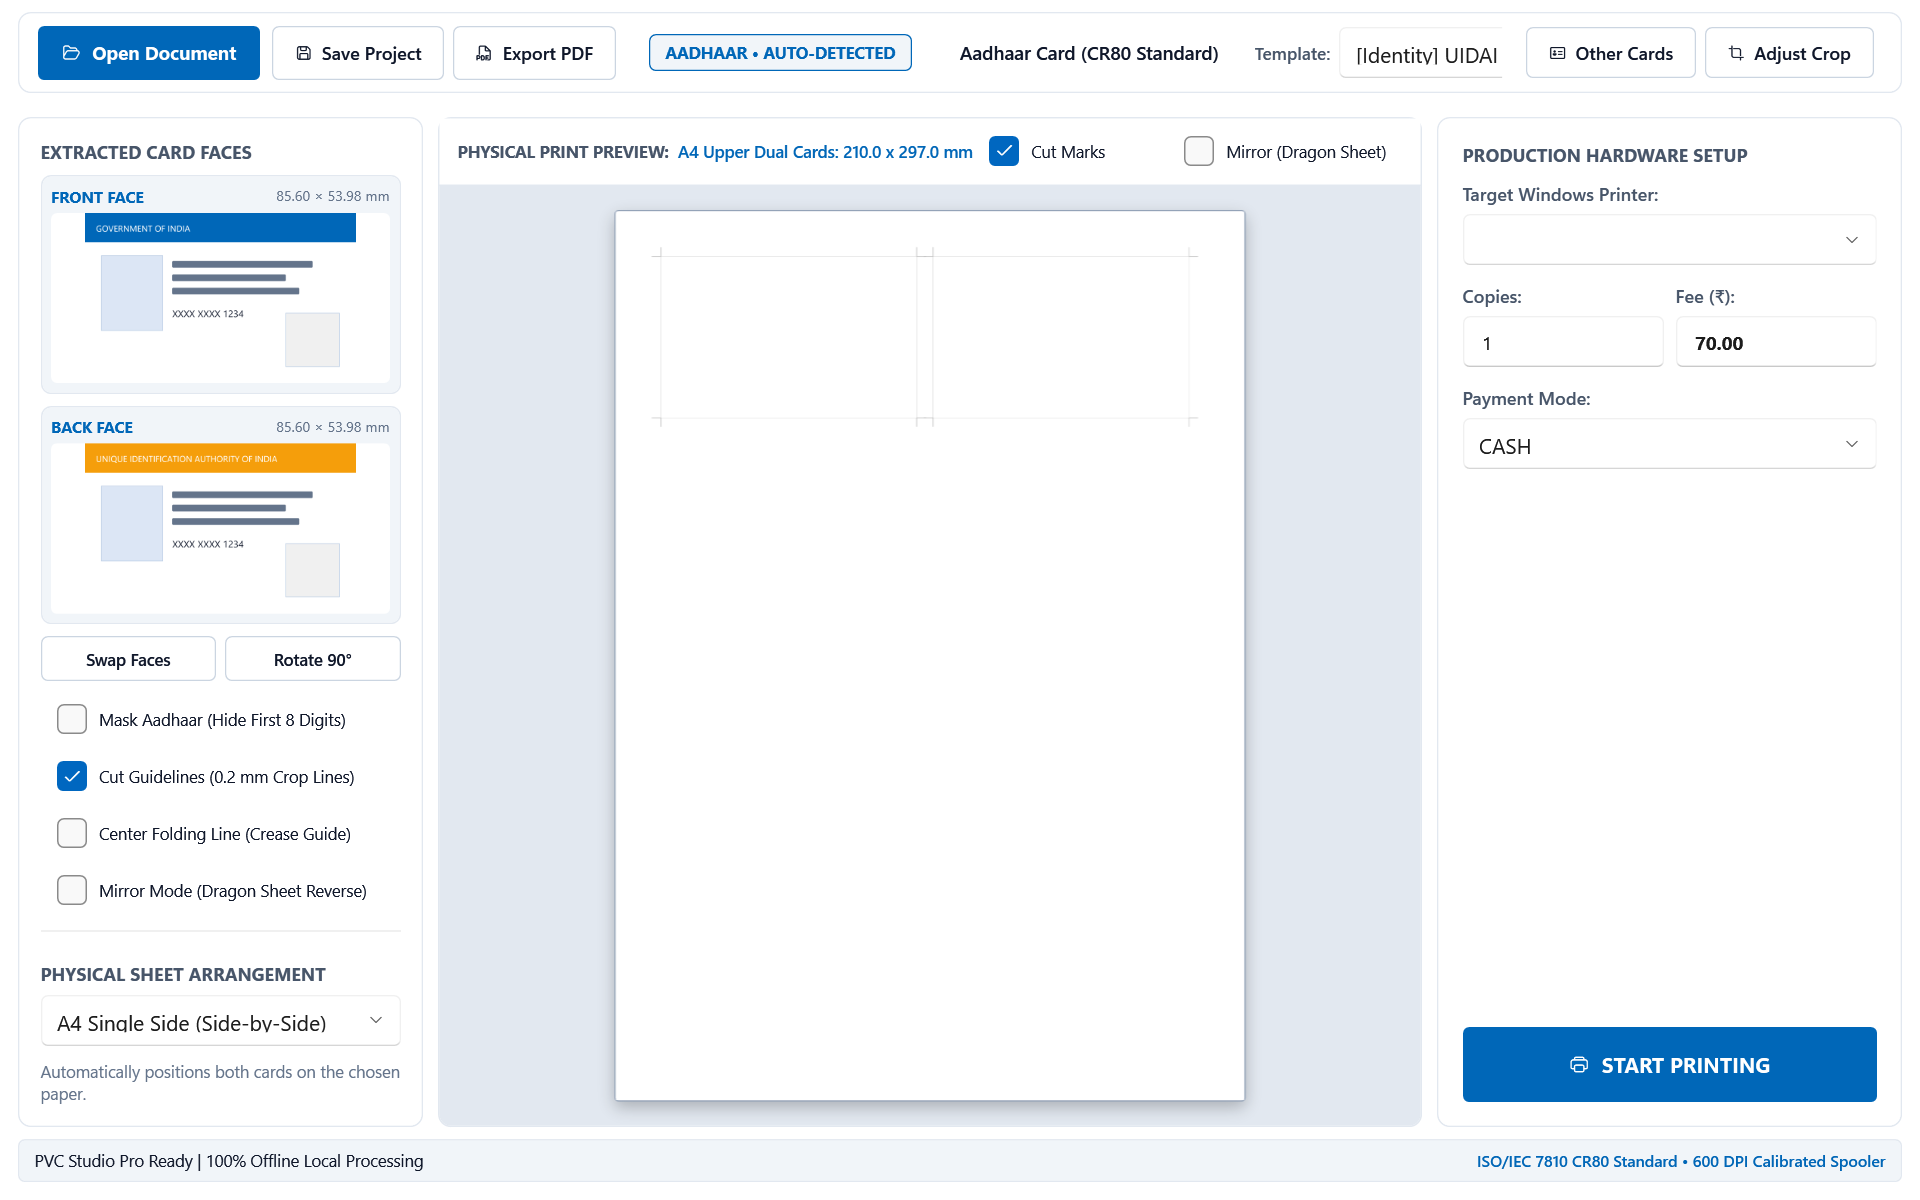 Open Document
Save Project
Export PDF
AADHAAR • AUTO-DETECTED
Aadhaar Card (CR80 Standard)
Template:
[Identity] UIDAI
Other Cards
Adjust Crop
EXTRACTED CARD FACES
FRONT FACE
85.60 × 53.98 mm
GOVERNMENT OF INDIA
XXXX XXXX 1234
BACK FACE
85.60 × 53.98 mm
UNIQUE IDENTIFICATION AUTHORITY OF INDIA
XXXX XXXX 1234
Swap Faces
Rotate 90°
Mask Aadhaar (Hide First 8 Digits)
Cut Guidelines (0.2 mm Crop Lines)
Center Folding Line (Crease Guide)
Mirror Mode (Dragon Sheet Reverse)
PHYSICAL SHEET ARRANGEMENT
A4 Single Side (Side-by-Side)
Automatically positions both cards on the chosen
paper.
PHYSICAL PRINT PREVIEW:
A4 Upper Dual Cards: 210.0 x 297.0 mm
Cut Marks
Mirror (Dragon Sheet)
PRODUCTION HARDWARE SETUP
Target Windows Printer:
Copies:
Fee (₹):
1
70.00
Payment Mode:
CASH
START PRINTING
PVC Studio Pro Ready | 100% Offline Local Processing
ISO/IEC 7810 CR80 Standard • 600 DPI Calibrated Spooler